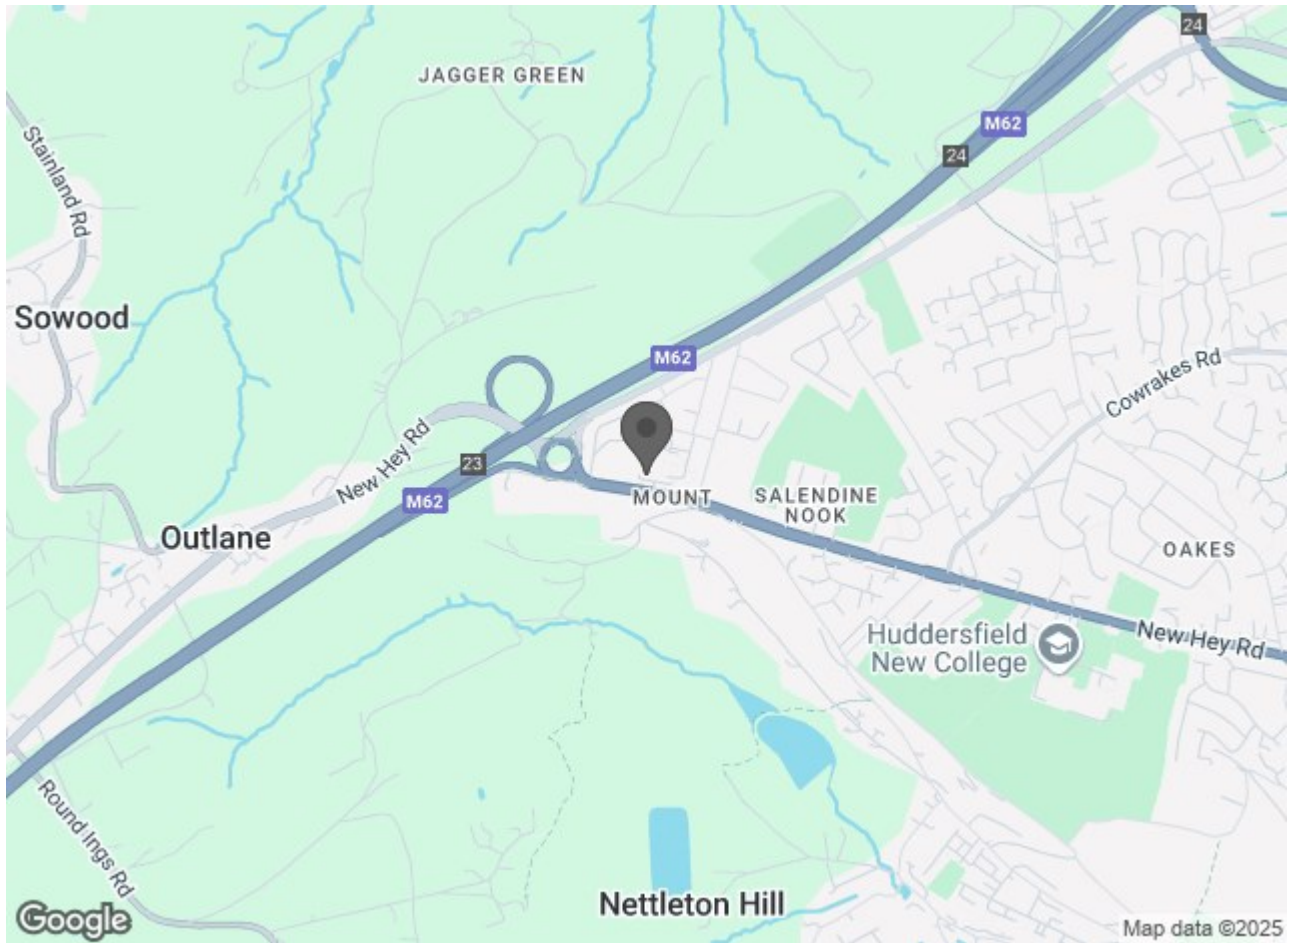 24
JAGGER GREEN
M62
24
Stainland Rd
Sowood
M62
Cowrakes Rd
New Hey Rd
23
M62
MOUNT
SALENDINE
NOOK
Outlane
OAKES
Huddersfield
New College
New Hey Rd
Round Ings Rd
Nettleton Hill
Google
Map data ©2025